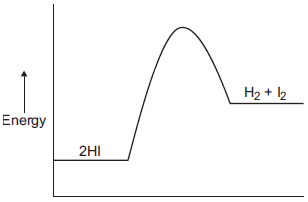 H₂ + I₂
Energy
2HI